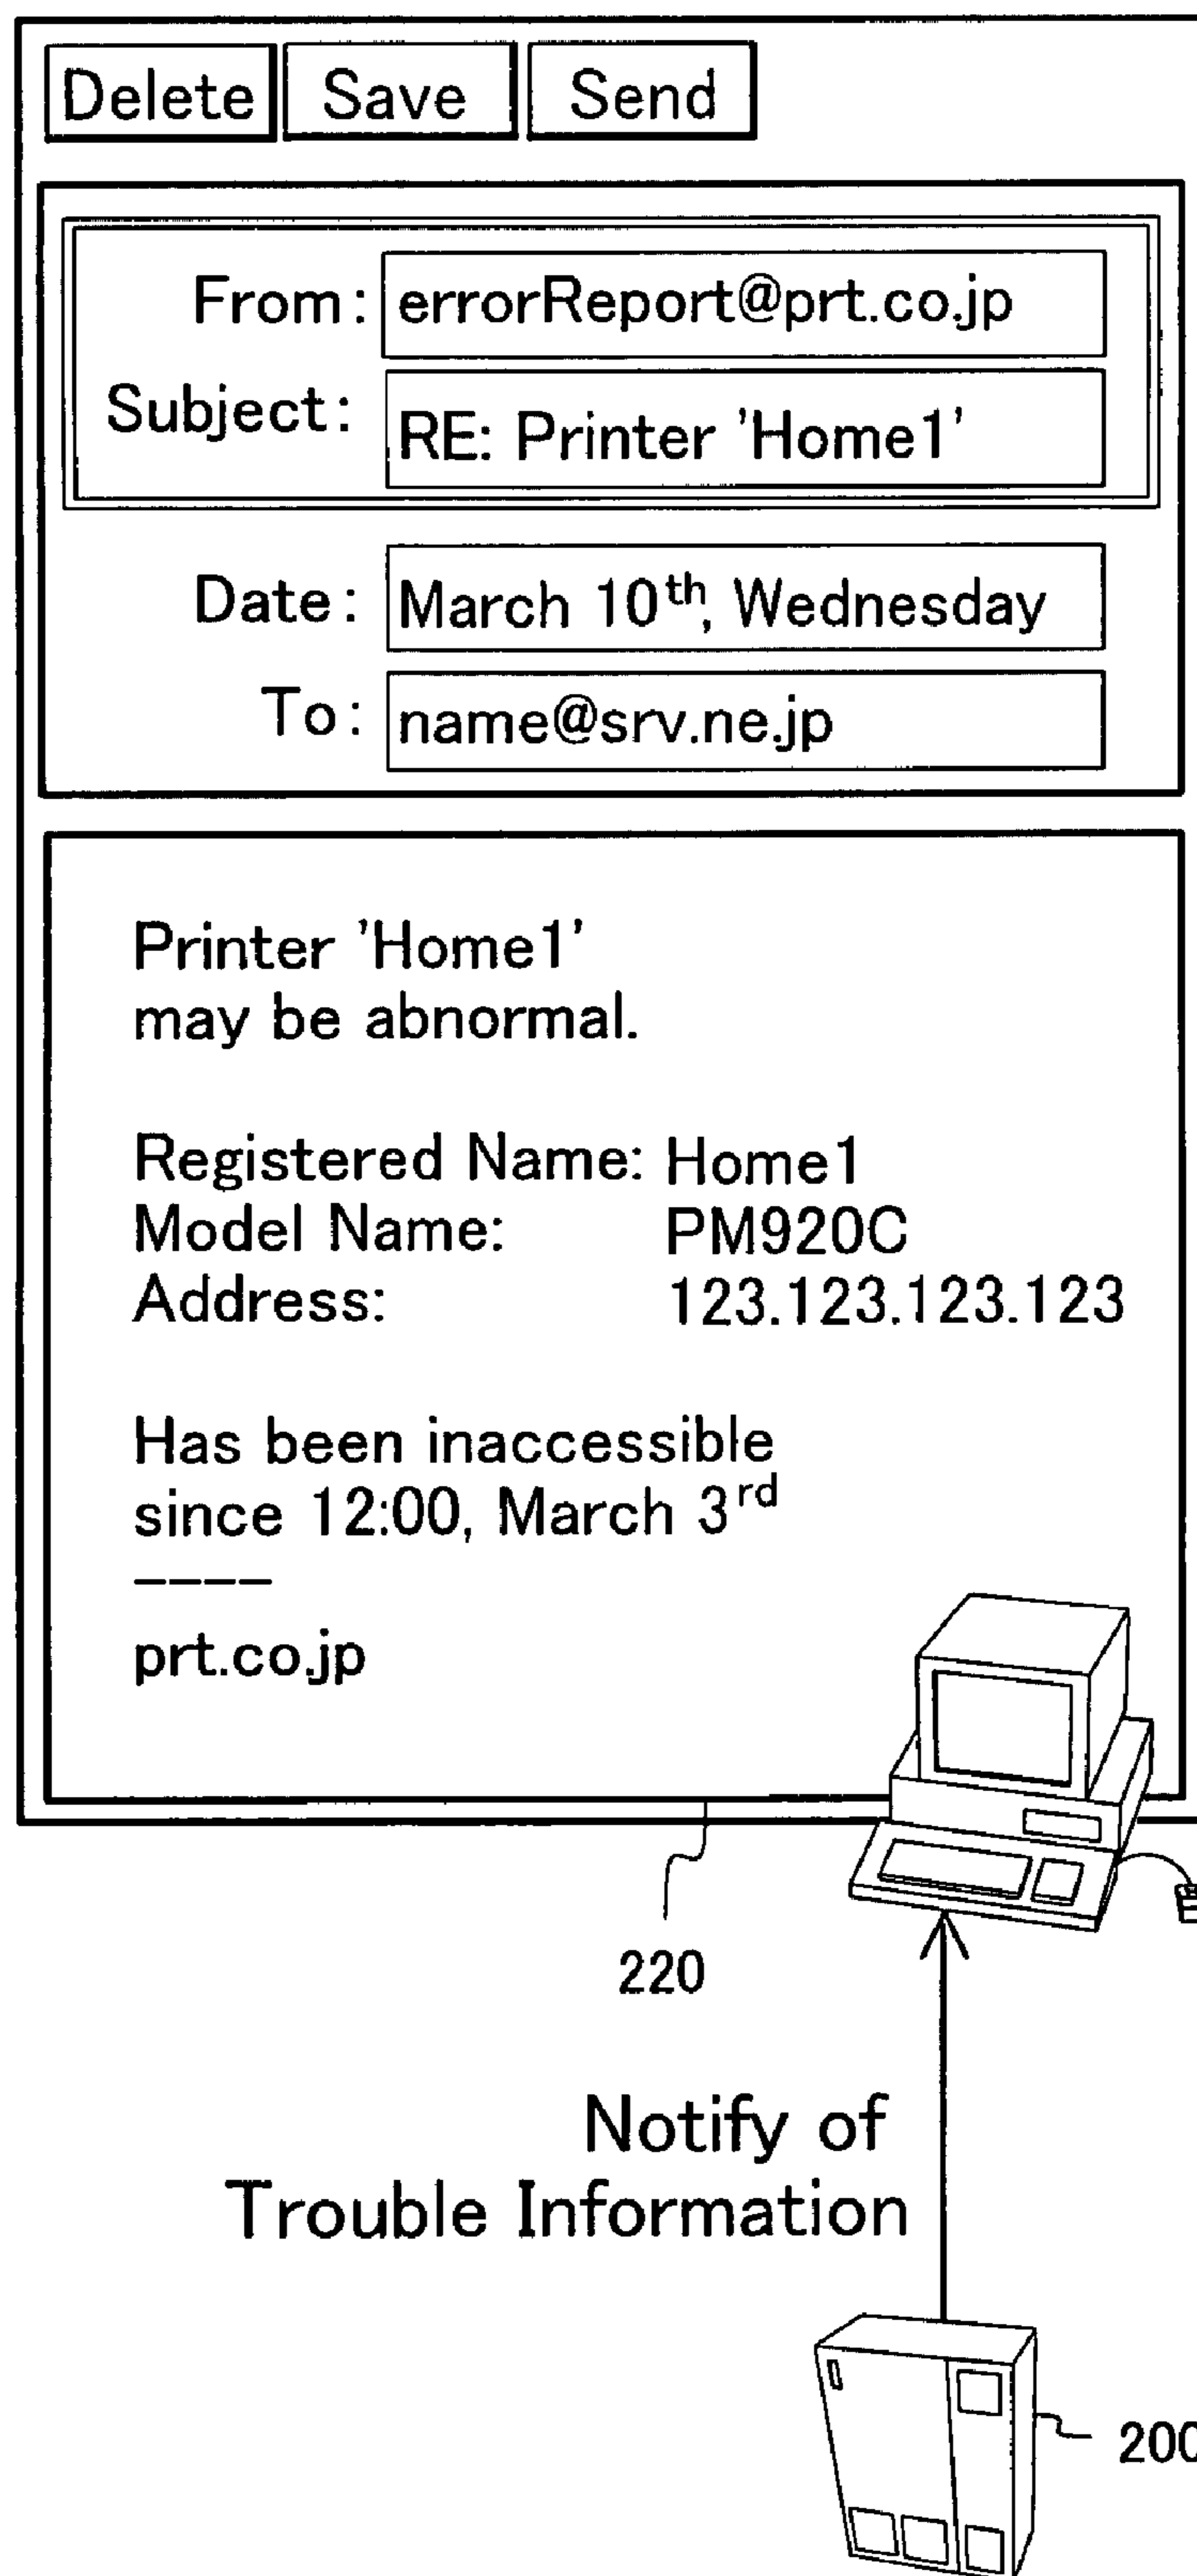 Delete Save Send
From: errorReport@prt.co.jp
Subject: RE: Printer 'Home1'
Date: March 10th, Wednesday
To: name@srv.ne.jp
Printer 'Home1'
may be abnormal.
Registered Name: Home1
Model Name: PM920C
Address: 123.123.123.123
Has been inaccessible
since 12:00, March 3rd
----
prt.co.jp
220
Notify of
Trouble Information
200